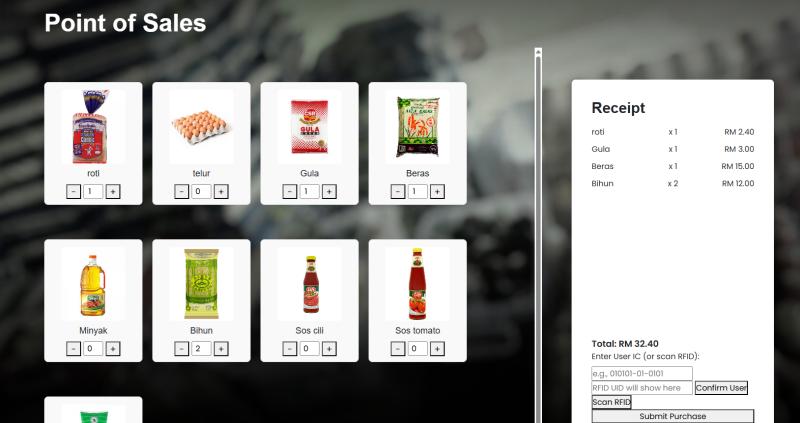 Point of Sales
roti
- 1 +
telur
- 0 +
GULA
Gula
- 1 +
Beras
- 1 +
Minyak
- 0 +
Bihun
- 2 +
Sos cili
- 0 +
Sos tomato
- 0 +
Receipt
roti x 1 RM 2.40
Gula x 1 RM 3.00
Beras x 1 RM 15.00
Bihun x 2 RM 12.00
Total: RM 32.40
Enter User IC (or scan RFID):
e.g., 010101-01-0101
RFID UID will show here Confirm User
Scan RFID
Submit Purchase